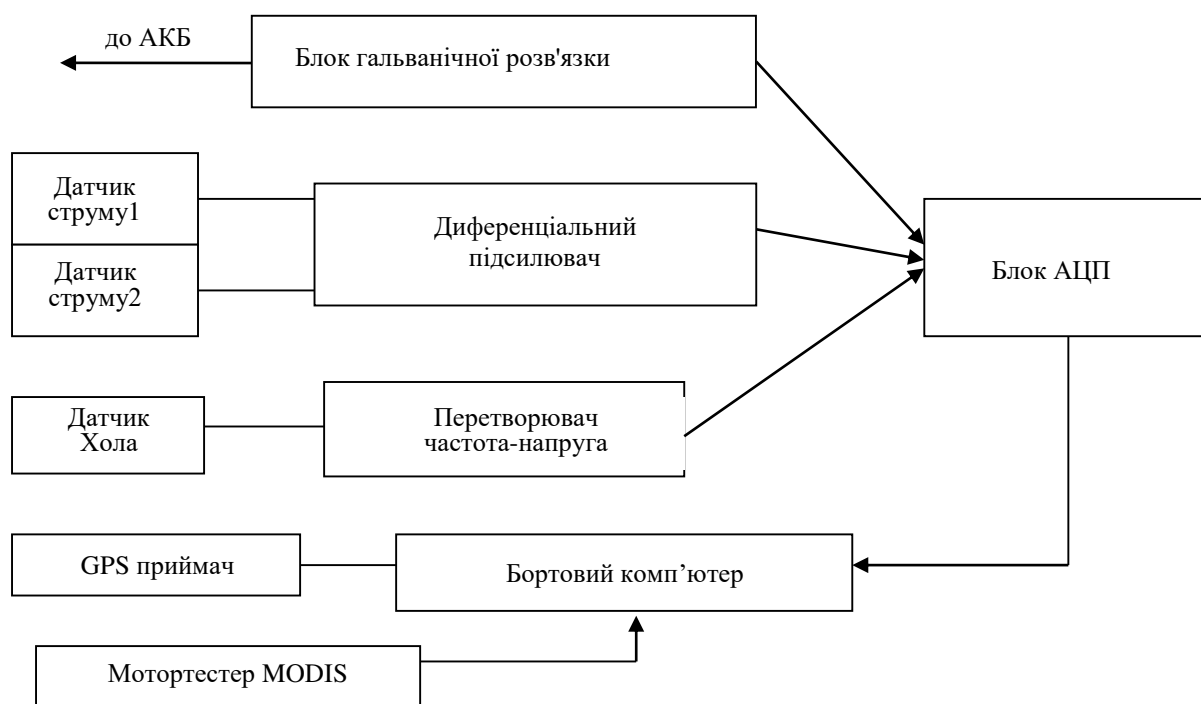 до АКБ
Блок гальванічної розв'язки
Датчик
струму1
Диференціальний
підсилювач
Датчик
струму2
Блок АЦП
Датчик
Хола
Перетворювач
частота-напруга
GPS приймач
Бортовий комп’ютер
Мотортестер MODIS